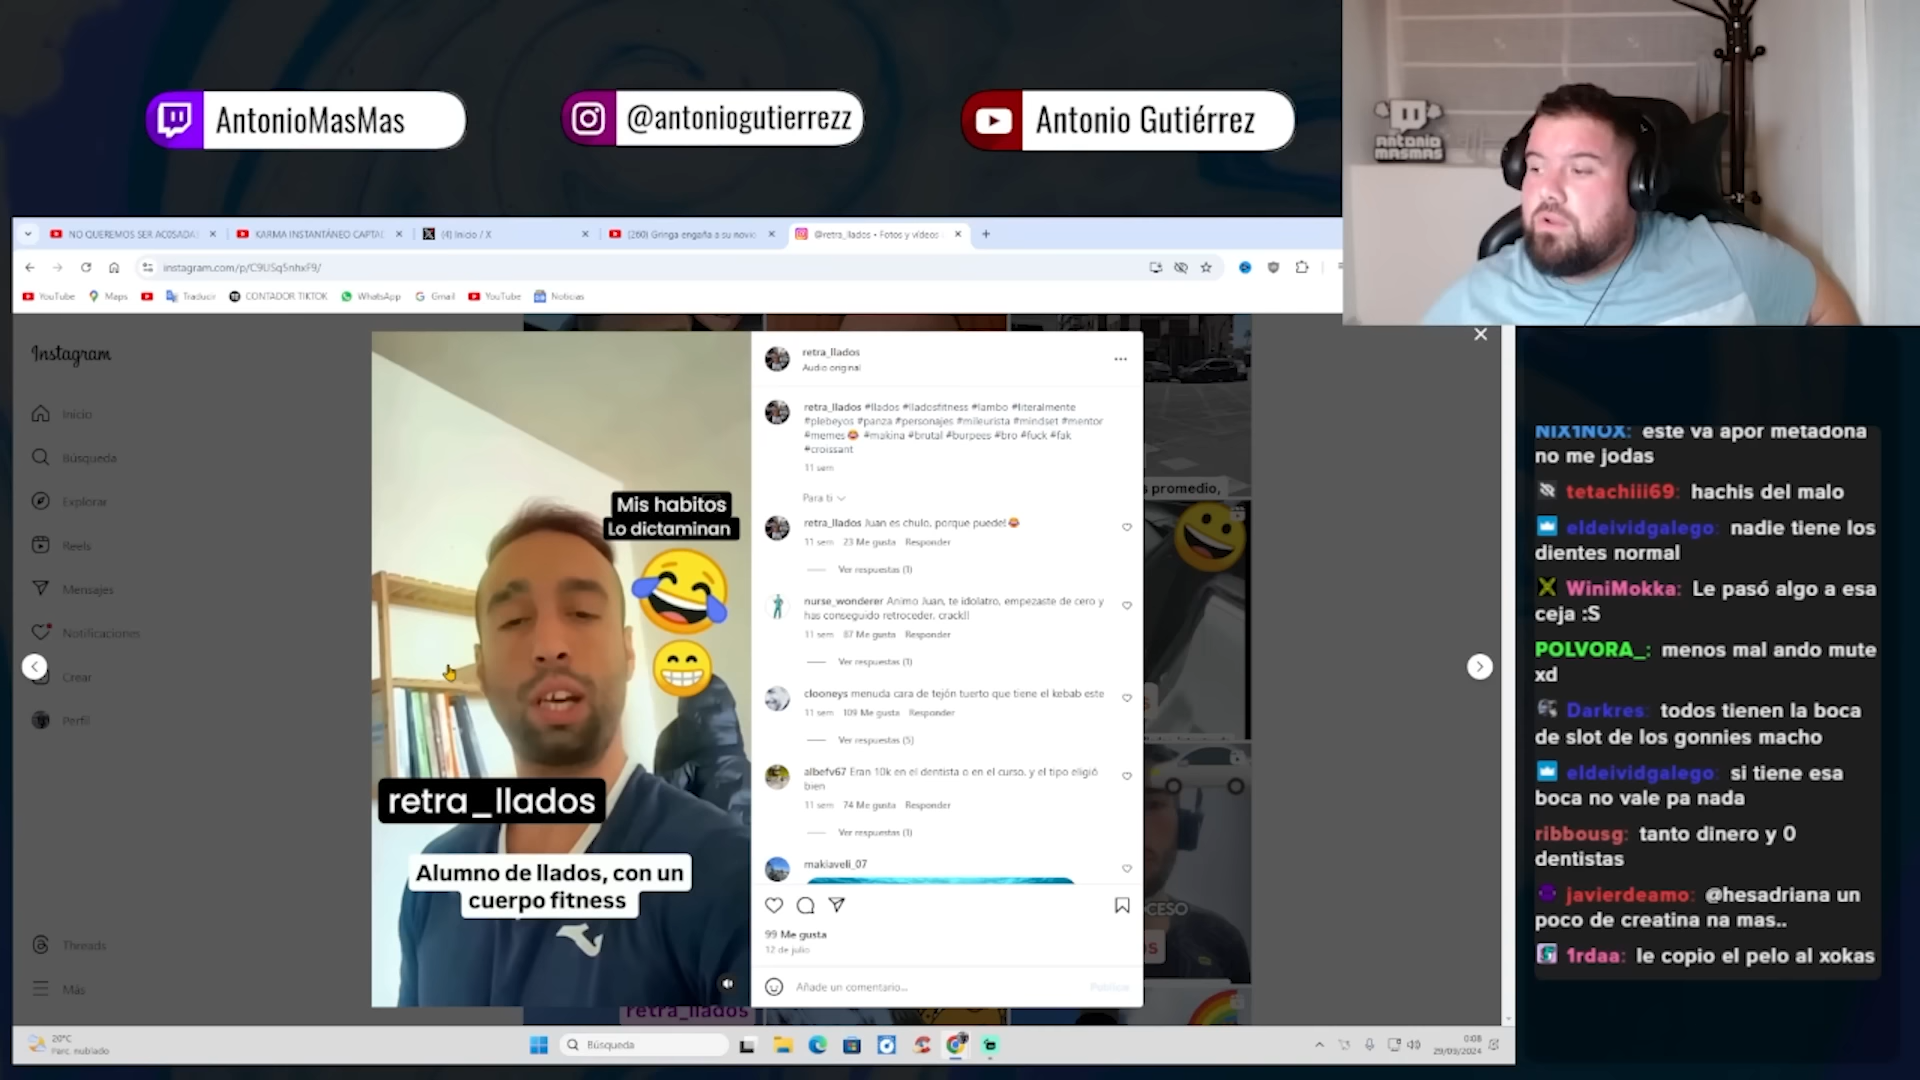 AntonioMasMas
@antoniogutierrezz
Antonio Gutiérrez
antonio
masmas
NO QUEREMOS SER ACOSADA
KARMA INSTANTÁNEO CAPTA
(4) Inicio / X
(260) Gringa engaña a su novio
@retra_llados • Fotos y vídeos
instagram.com/p/C9USq5nhxF9/
YouTube
Maps
Traducir
CONTADOR TIKTOK
WhatsApp
Gmail
YouTube
Noticias
Instagram
Inicio
Búsqueda
Explorar
Reels
Mensajes
Notificaciones
Crear
Perfil
Threads
Más
Mis habitos
Lo dictaminan
retra_llados
Alumno de llados, con un
cuerpo fitness
retra_llados
Audio original
retra_llados #llados #lladosfitness #lambo #literalmente
#plebeyos #panza #personajes #mileurista #mindset #mentor
#memes😂 #makina #brutal #burpees #bro #fuck #fak
#croissant
11 sem
Para ti
retra_llados Juan es chulo, porque puede!😂
11 sem 23 Me gusta Responder
Ver respuestas (1)
nurse_wonderer Animo Juan, te idolatro, empezaste de cero y
has conseguido retroceder, crack!!
11 sem 87 Me gusta Responder
Ver respuestas (1)
clooneys menuda cara de tejón tuerto que tiene el kebab este
11 sem 109 Me gusta Responder
Ver respuestas (5)
albefv67 Eran 10k en el dentista o en el curso, y el tipo eligió
bien
11 sem 74 Me gusta Responder
Ver respuestas (1)
makiaveli_07
99 Me gusta
12 de julio
Añade un comentario...
Publicar
s promedio,
CESO
os
retra_llados
NIX1NOX: este va apor metadona
no me jodas
tetachiii69: hachis del malo
eldeividgalego: nadie tiene los
dientes normal
WiniMokka: Le pasó algo a esa
ceja :S
POLVORA_: menos mal ando mute
xd
Darkres: todos tienen la boca
de slot de los gonnies macho
eldeividgalego: si tiene esa
boca no vale pa nada
ribbousg: tanto dinero y 0
dentistas
javierdeamo: @hesadriana un
poco de creatina na mas..
1rdaa: le copio el pelo al xokas
20°C
Parc. nublado
Búsqueda
0:08
29/09/2024